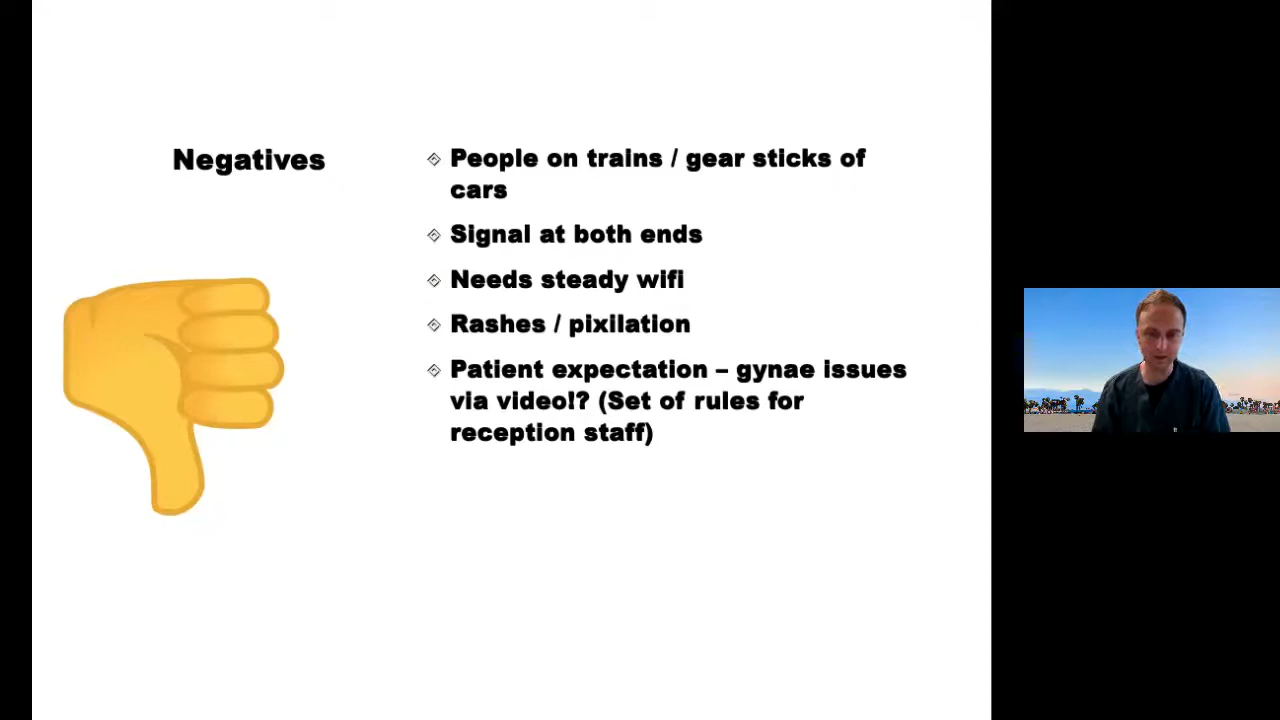 Negatives
People on trains / gear sticks of
cars
Signal at both ends
Needs steady wifi
Rashes / pixilation
Patient expectation – gynae issues
via video!? (Set of rules for
reception staff)